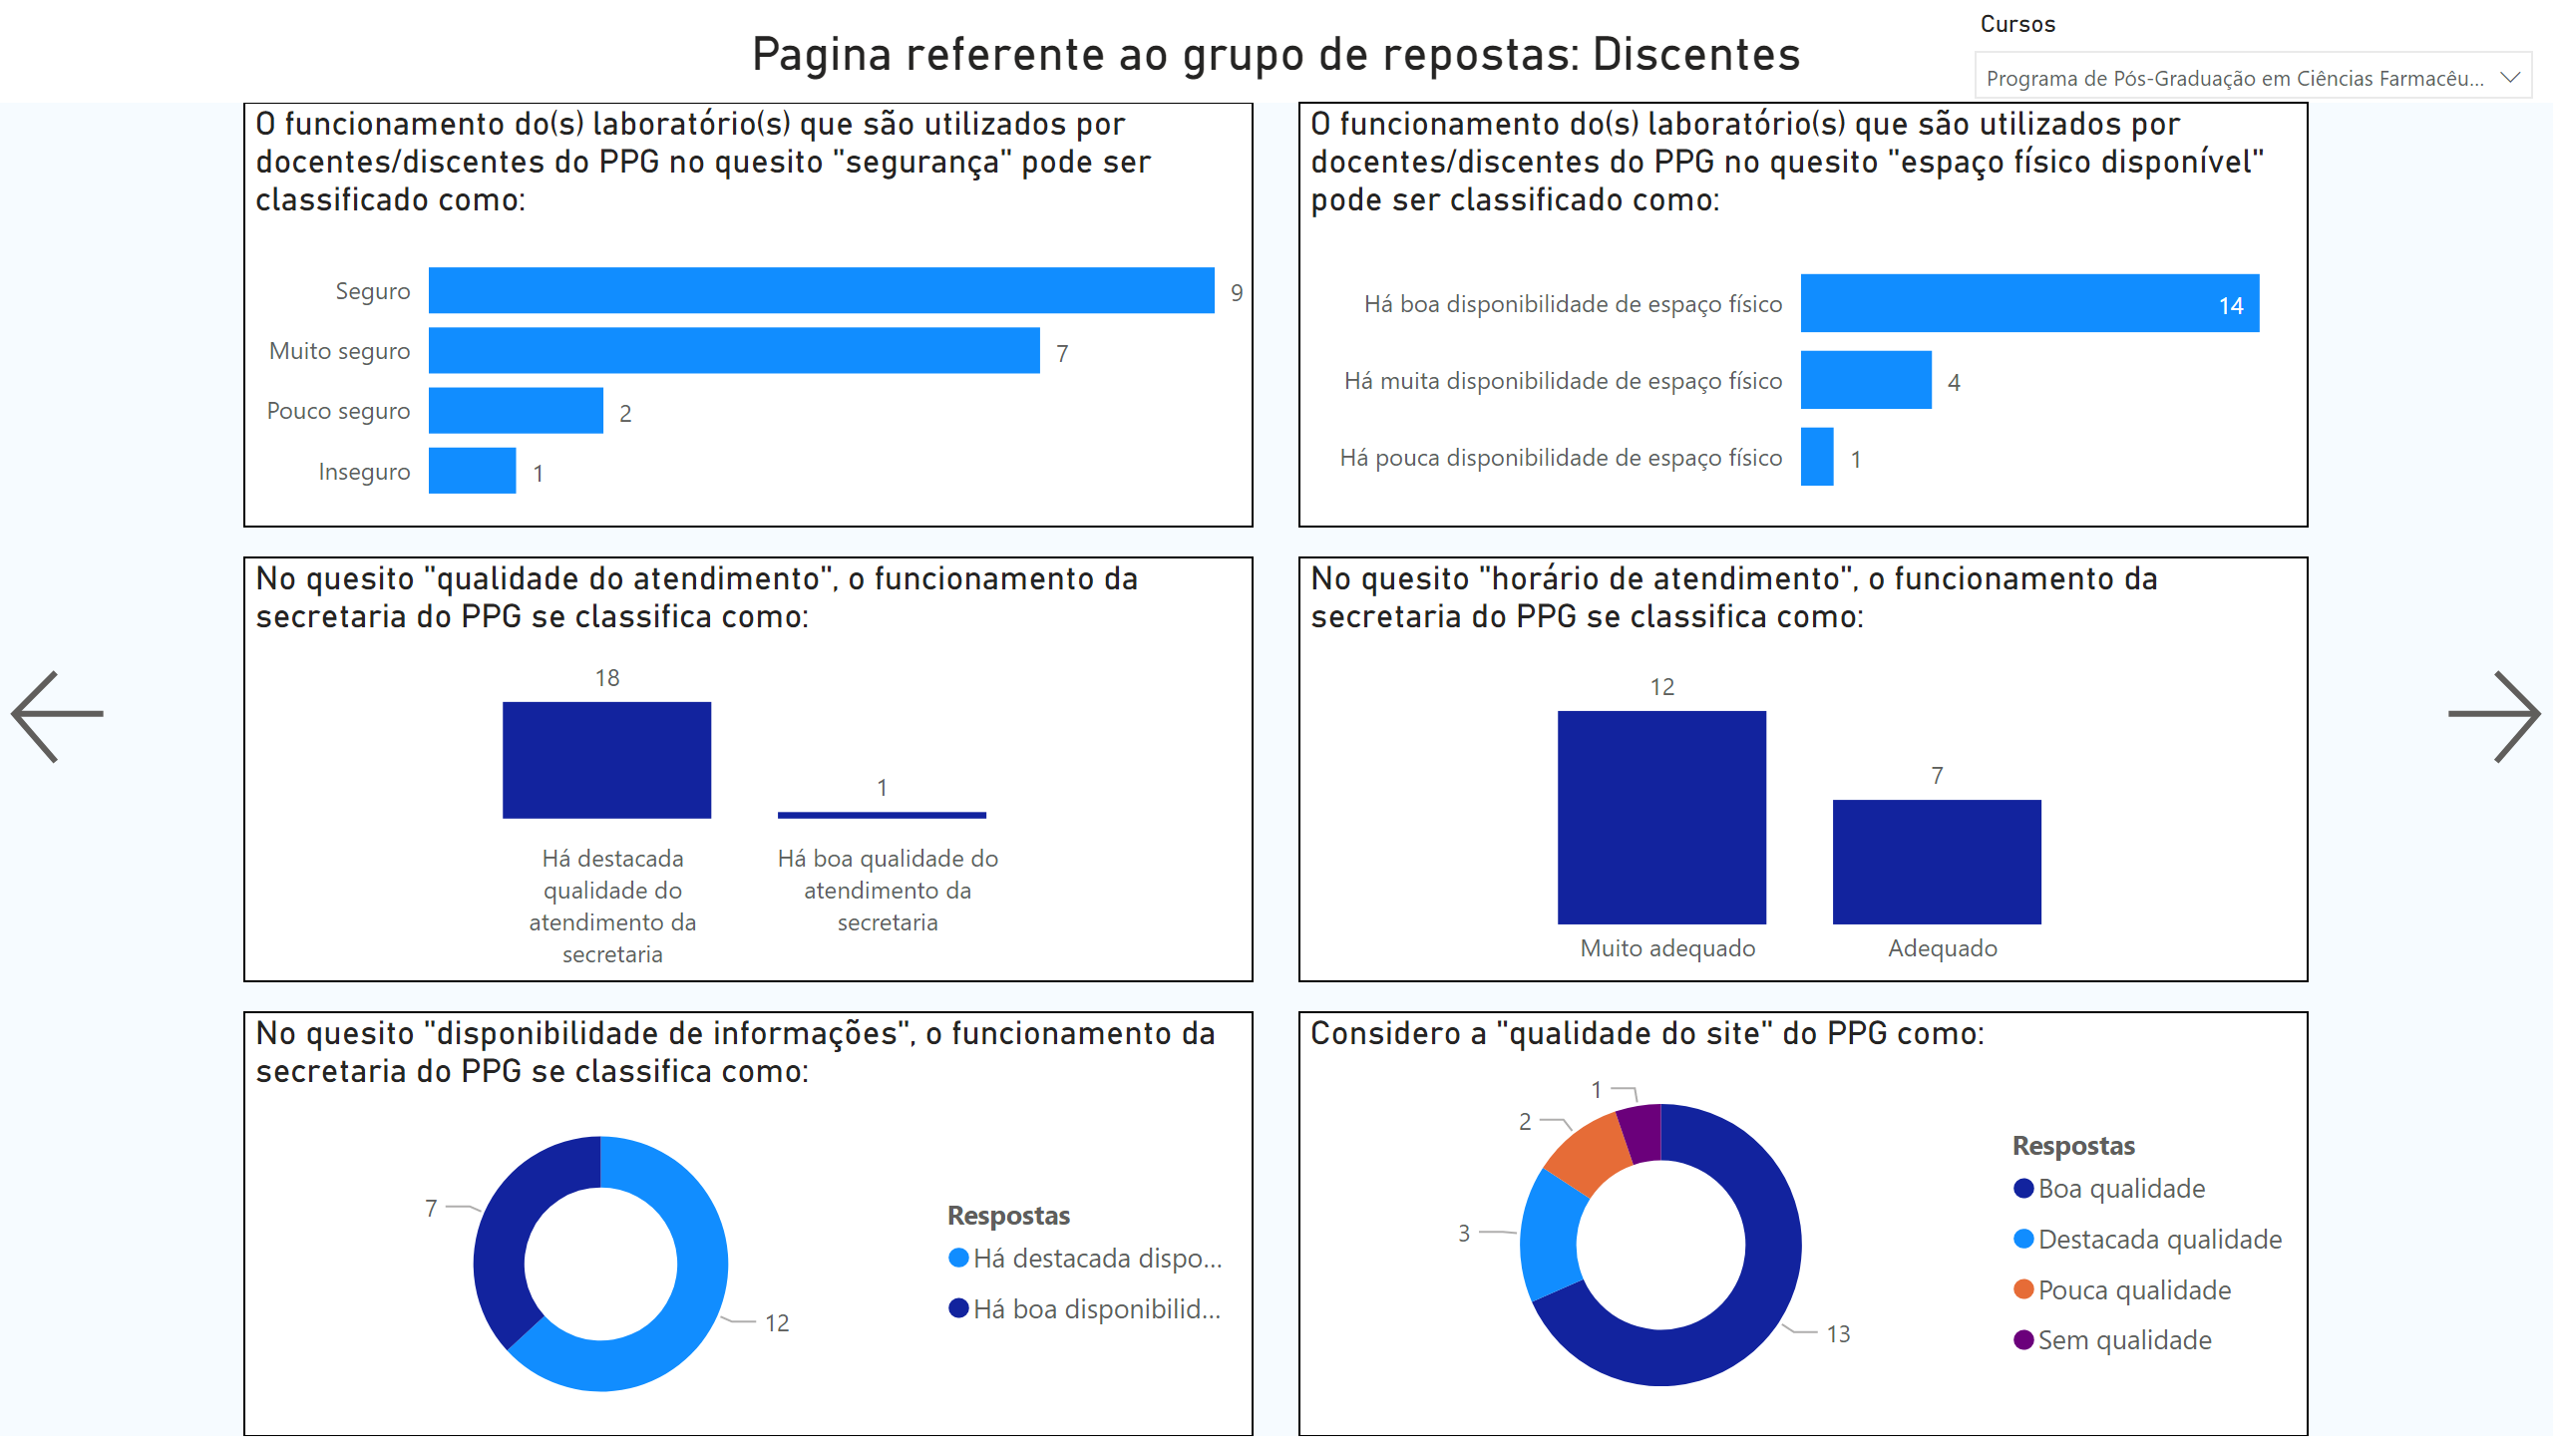 Pagina referente ao grupo de repostas: Discentes
Cursos
Programa de Pós-Graduação em Ciências Farmacêu...
O funcionamento do(s) laboratório(s) que são utilizados por
docentes/discentes do PPG no quesito "segurança" pode ser
classificado como:
Seguro
9
Muito seguro
7
Pouco seguro
2
Inseguro
1
O funcionamento do(s) laboratório(s) que são utilizados por
docentes/discentes do PPG no quesito "espaço físico disponível"
pode ser classificado como:
Há boa disponibilidade de espaço físico
14
Há muita disponibilidade de espaço físico
4
Há pouca disponibilidade de espaço físico
1
No quesito "qualidade do atendimento", o funcionamento da
secretaria do PPG se classifica como:
18
1
Há destacada
qualidade do
atendimento da
secretaria
Há boa qualidade do
atendimento da
secretaria
No quesito "horário de atendimento", o funcionamento da
secretaria do PPG se classifica como:
12
7
Muito adequado
Adequado
No quesito "disponibilidade de informações", o funcionamento da
secretaria do PPG se classifica como:
7
12
Respostas
Há destacada dispo...
Há boa disponibilid...
Considero a "qualidade do site" do PPG como:
1
2
3
13
Respostas
Boa qualidade
Destacada qualidade
Pouca qualidade
Sem qualidade